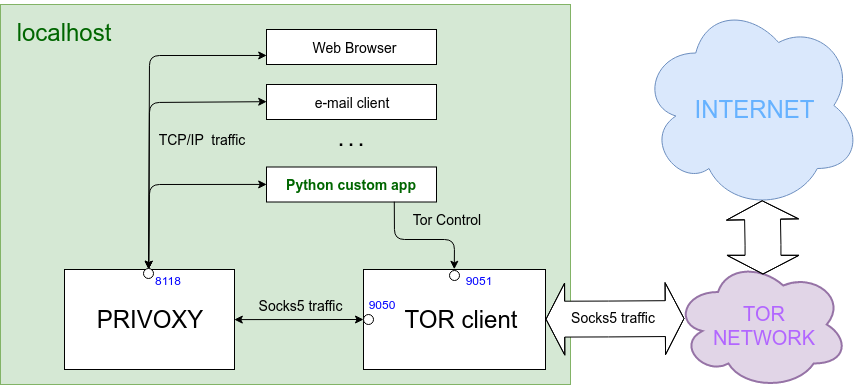 localhost
Web Browser
e-mail client
TCP/IP traffic
. . .
Python custom app
Tor Control
8118
9051
PRIVOXY
Socks5 traffic
9050
TOR client
Socks5 traffic
INTERNET
TOR
NETWORK